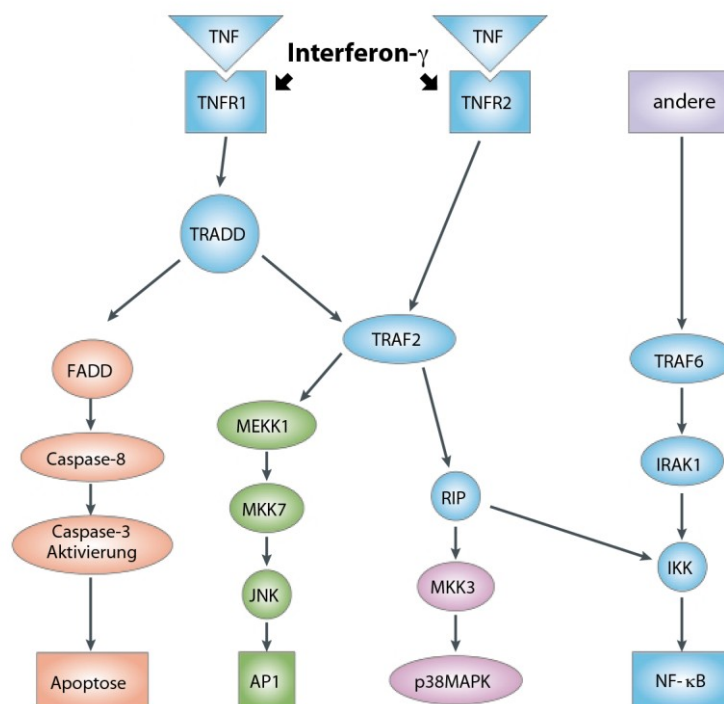 TNF
TNF
Interferon-γ
TNFR1
TNFR2
andere
TRADD
TRAF2
FADD
TRAF6
MEKK1
Caspase-8
IRAK1
RIP
MKK7
Caspase-3
Aktivierung
IKK
MKK3
JNK
Apoptose
AP1
p38MAPK
NF-κB